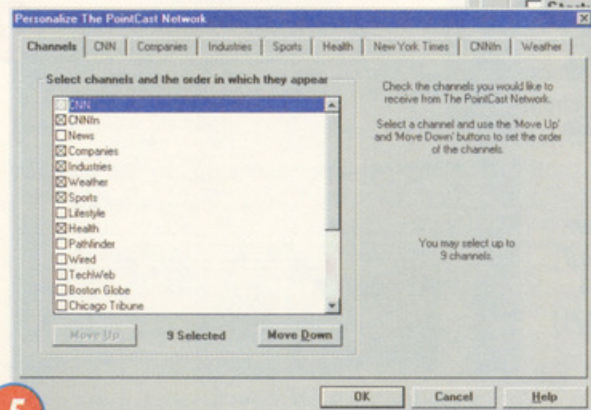 Personalize The PointCast Network
Channels CNN Companies Industries Sports Health New York Times CNNfn Weather
Select channels and the order in which they appear
CNN
CNNfn
News
Companies
Industries
Weather
Sports
Lifestyle
Health
Pathfinder
Wired
TechWeb
Boston Globe
Chicago Tribune
Move Up 9 Selected Move Down
Check the channels you would like to
receive from The PointCast Network.
Select a channel and use the 'Move Up'
and 'Move Down' buttons to set the order
of the channels.
You may select up to
9 channels.
OK Cancel Help
5